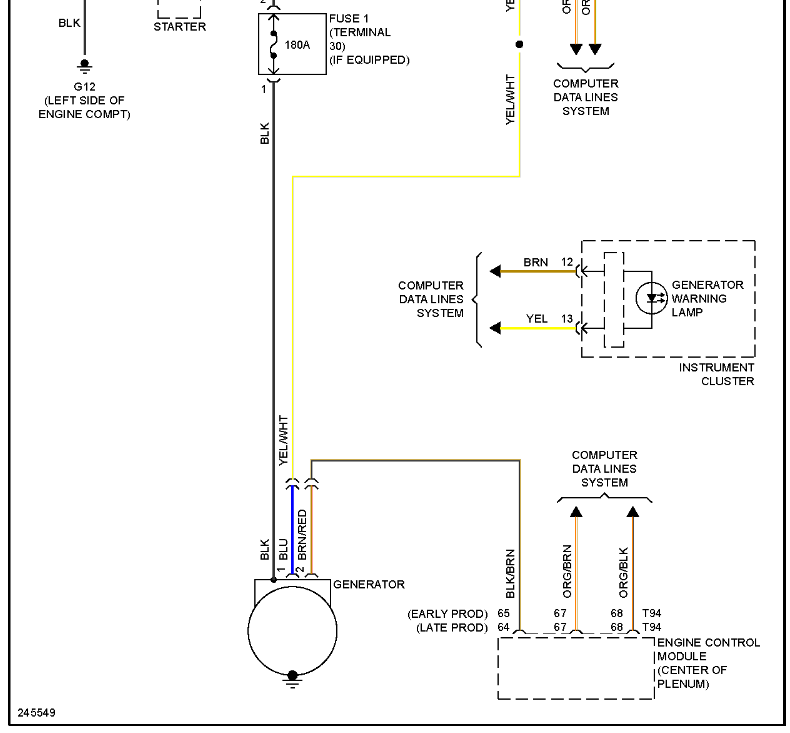 BLK
STARTER
G12
(LEFT SIDE OF
ENGINE COMPT)
2
180A
FUSE 1
(TERMINAL
30)
(IF EQUIPPED)
1
BLK
YE
YEL/WHT
OR
OR
COMPUTER
DATA LINES
SYSTEM
COMPUTER
DATA LINES
SYSTEM
BRN 12
YEL 13
GENERATOR
WARNING
LAMP
INSTRUMENT
CLUSTER
YEL/WHT
BLK
1
BLU
2
BRN/RED
GENERATOR
COMPUTER
DATA LINES
SYSTEM
BLK/BRN
ORG/BRN
ORG/BLK
(EARLY PROD) 65 67 68 T94
(LATE PROD) 64 67 68 T94
ENGINE CONTROL
MODULE
(CENTER OF
PLENUM)
245549